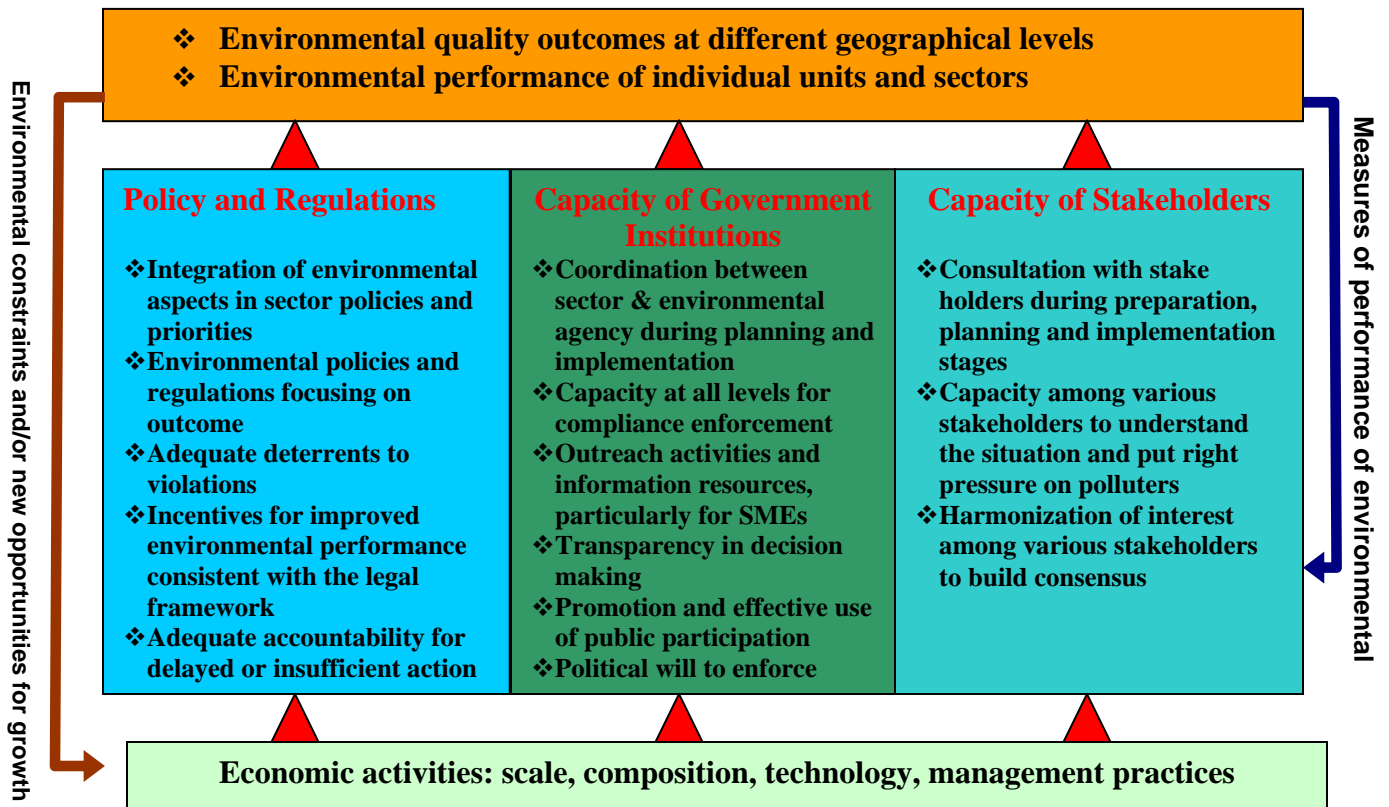 ❖ Environmental quality outcomes at different geographical levels
❖ Environmental performance of individual units and sectors
Environmental constraints and/or new opportunities for growth
Policy and Regulations
❖Integration of environmental
aspects in sector policies and
priorities
❖Environmental policies and
regulations focusing on
outcome
❖Adequate deterrents to
violations
❖Incentives for improved
environmental performance
consistent with the legal
framework
❖Adequate accountability for
delayed or insufficient action
Capacity of Government
Institutions
❖Coordination between
sector & environmental
agency during planning and
implementation
❖Capacity at all levels for
compliance enforcement
❖Outreach activities and
information resources,
particularly for SMEs
❖Transparency in decision
making
❖Promotion and effective use
of public participation
❖Political will to enforce
Capacity of Stakeholders
❖Consultation with stake
holders during preparation,
planning and implementation
stages
❖Capacity among various
stakeholders to understand
the situation and put right
pressure on polluters
❖Harmonization of interest
among various stakeholders
to build consensus
Measures of performance of environmental
Economic activities: scale, composition, technology, management practices